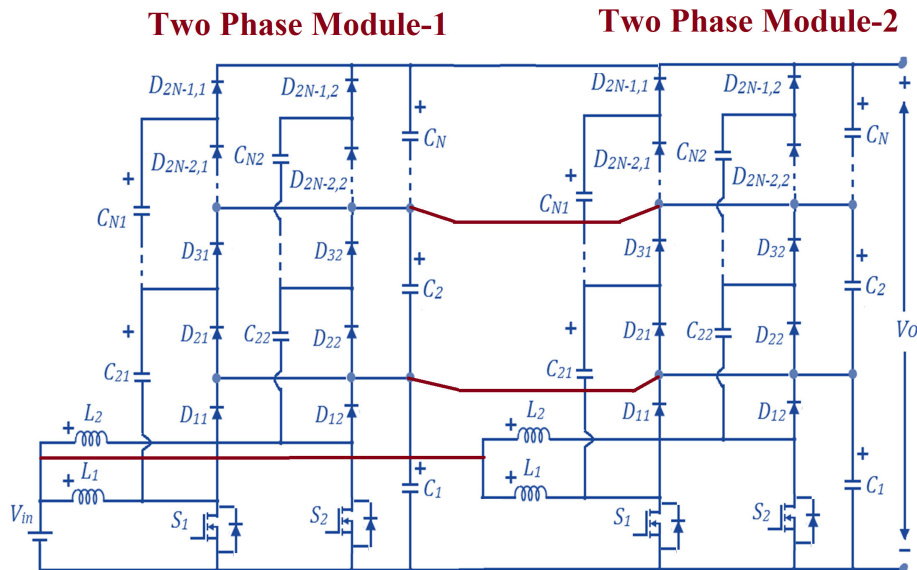 Two Phase Module-1
Two Phase Module-2
D2N-1,1
D2N-1,2
+
CN
D2N-2,1
CN2
D2N-2,2
+
CN1
D31
D32
+
C2
+
D21
C22
D22
C21
D11
D12
L2
+
L1
+
Vin
S1
S2
+
C1
D2N-1,1
D2N-1,2
+
CN
+
D2N-2,1
CN2
D2N-2,2
+
CN1
D31
D32
+
C2
+
D21
C22
D22
C21
D11
D12
L2
+
L1
+
S1
S2
+
C1
Vo
−